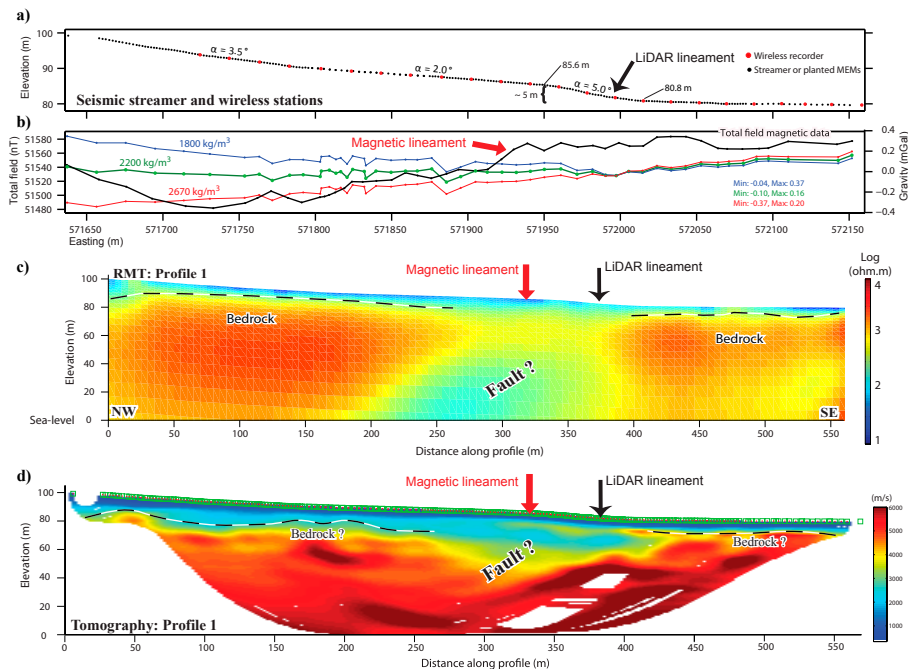 a)
Elevation (m)
100
90
80
α = 3.5°
α = 2.0°
85.6 m
~ 5 m
α = 5.0°
LiDAR lineament
80.8 m
Wireless recorder
Streamer or planted MEMs
Seismic streamer and wireless stations
b)
Total field (nT)
51580
51560
51540
51520
51500
51480
1800 kg/m³
2200 kg/m³
2670 kg/m³
Magnetic lineament
Total field magnetic data
Min: -0.04, Max: 0.37
Min: -0.10, Max: 0.16
Min: -0.37, Max: 0.20
0.4
0.2
0.0
−0.2
−0.4
Gravity (mGal)
571650 571700 571750 571800 571850 571900 571950 572000 572050 572100 572150
Easting (m)
c)
RMT: Profile 1
Magnetic lineament
LiDAR lineament
Elevation (m)
100
80
60
40
20
0
Sea-level
Bedrock
Fault ?
Bedrock
NW
SE
0 50 100 150 200 250 300 350 400 450 500 550
Distance along profile (m)
Log
(ohm.m)
4
3
2
1
d)
Magnetic lineament
LiDAR lineament
Elevation (m)
100
80
60
40
20
0
Bedrock ?
Fault ?
Bedrock ?
Tomography: Profile 1
0 50 100 150 200 250 300 350 400 450 500 550
Distance along profile (m)
(m/s)
6000
5000
4000
3000
2000
1000